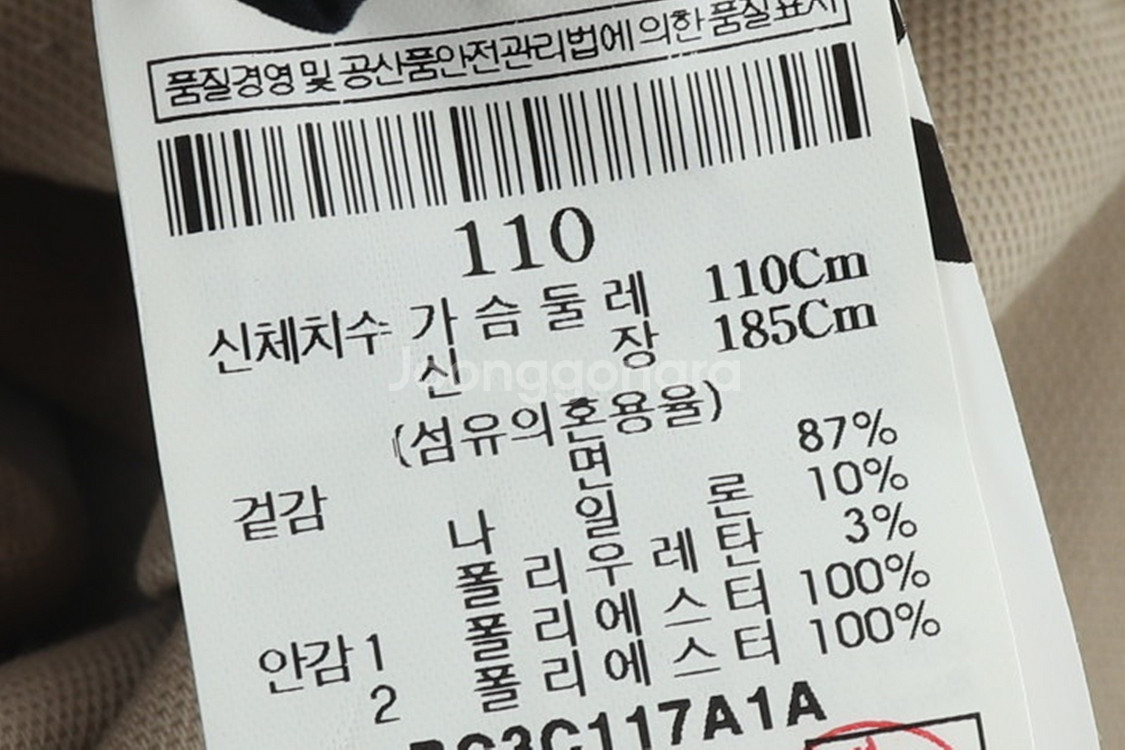 품질경영 및 공산품안전관리법에 의한 품질표시
110
신체치수 가슴둘레 110Cm
신장 185Cm
Joonggonara
(섬유의혼용율)
겉감 면 87%
나일론 10%
폴리우레탄 3%
안감 1 폴리에스터 100%
2 폴리에스터 100%